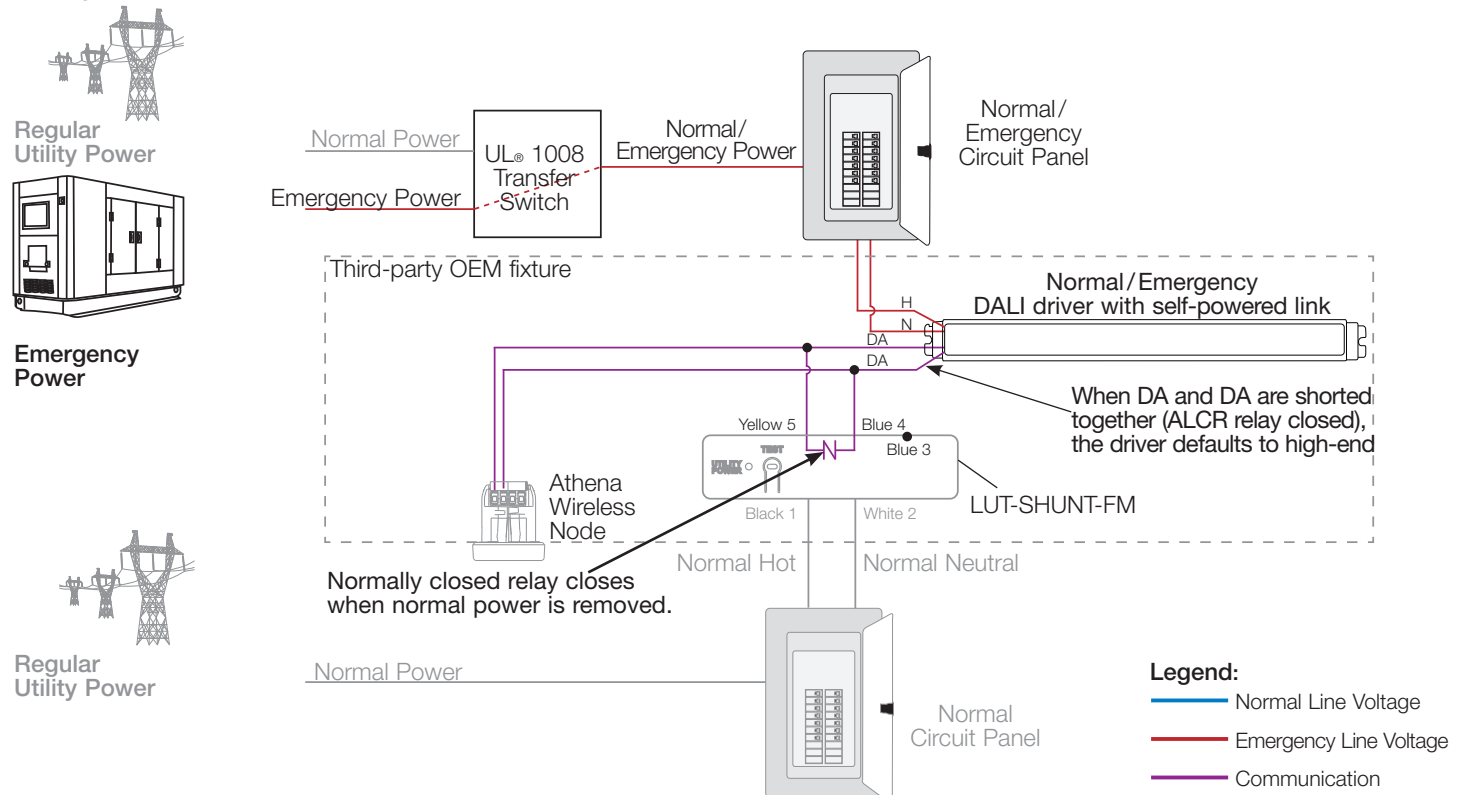 Regular
Utility Power
Emergency
Power
Regular
Utility Power
Normal Power
Emergency Power
UL® 1008
Transfer
Switch
Normal/
Emergency Power
Normal/
Emergency
Circuit Panel
Third-party OEM fixture
Normal/Emergency
DALI driver with self-powered link
H
N
DA
DA
When DA and DA are shorted
together (ALCR relay closed),
the driver defaults to high-end
Yellow 5
Blue 4
Blue 3
TEST
UTILITY
POWER
Black 1
White 2
LUT-SHUNT-FM
Athena
Wireless
Node
Normal Hot
Normal Neutral
Normally closed relay closes
when normal power is removed.
Normal Power
Normal
Circuit Panel
Legend:
Normal Line Voltage
Emergency Line Voltage
Communication